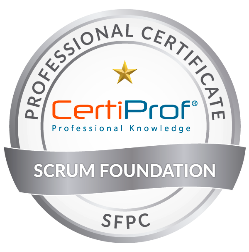 PROFESSIONAL CERTIFICATE
CertiProf®
Professional Knowledge
SCRUM FOUNDATION
SFPC